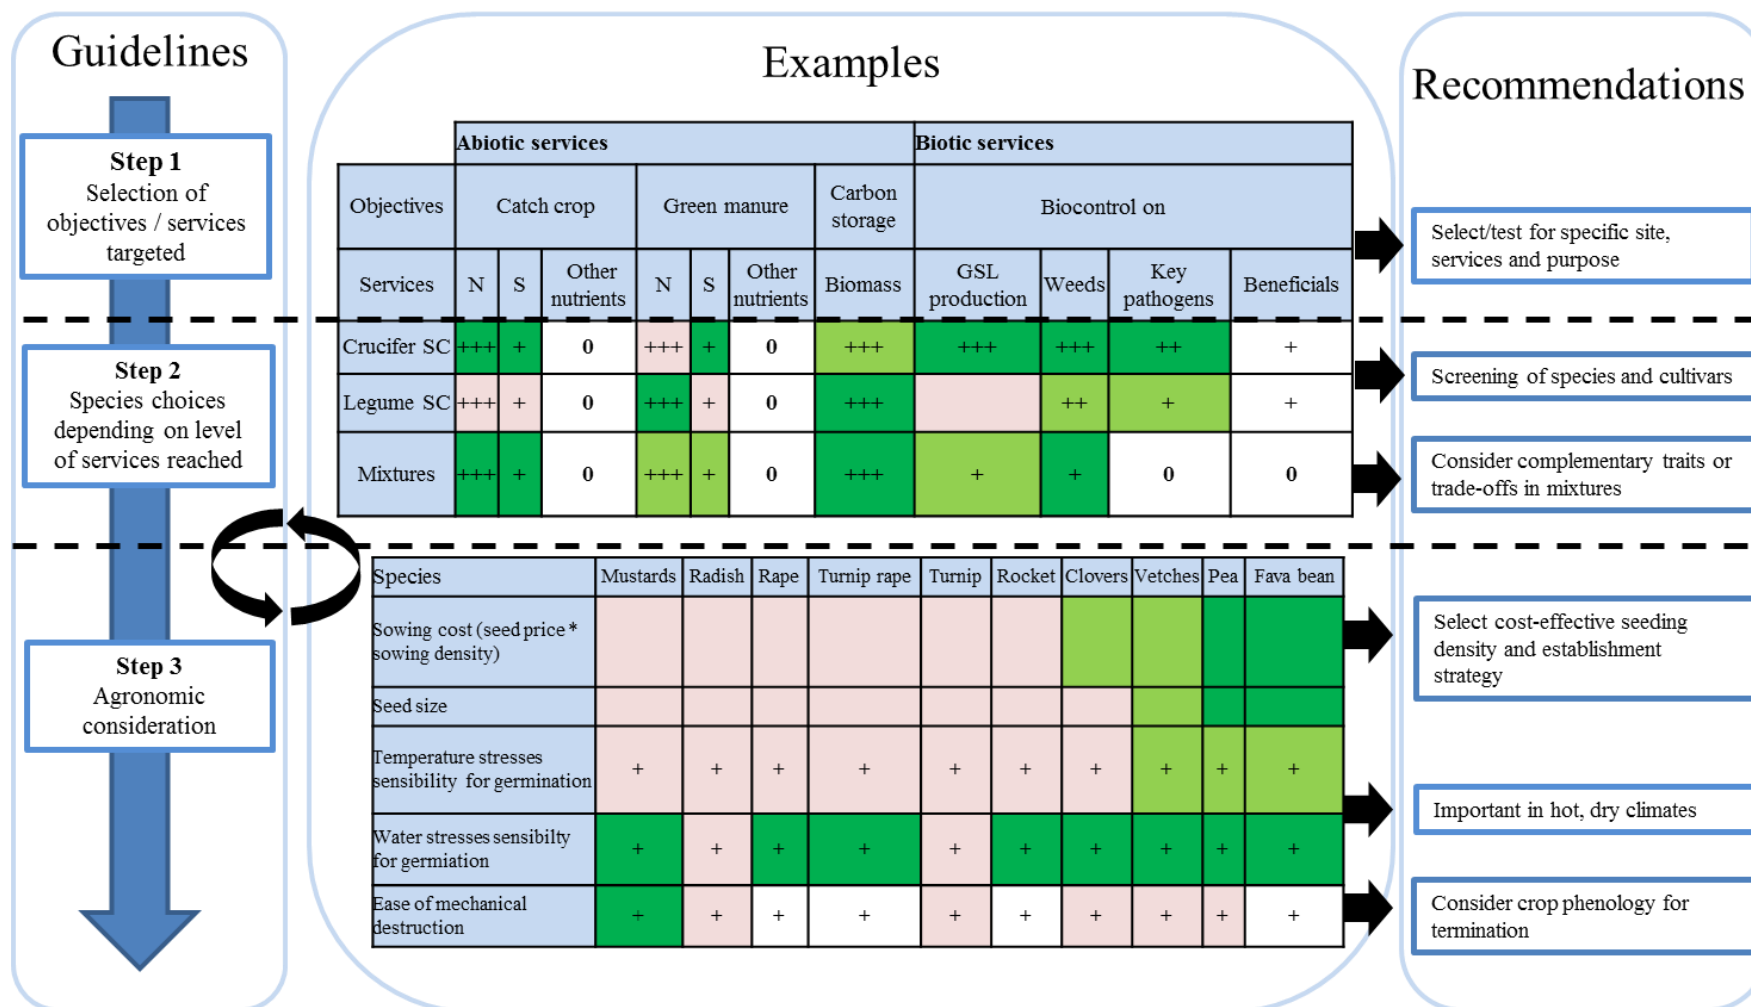 Guidelines
Step 1
Selection of
objectives / services
targeted
Step 2
Species choices
depending on level
of services reached
Step 3
Agronomic
consideration
Examples
Abiotic services Biotic services
Objectives Catch crop Green manure Carbon storage Biocontrol on
Services N S Other nutrients N S Other nutrients Biomass GSL production Weeds Key pathogens Beneficials
Crucifer SC +++ + 0 +++ + 0 +++ +++ +++ ++ +
Legume SC +++ + 0 +++ + 0 +++ ++ + +
Mixtures +++ + 0 +++ + 0 +++ + + 0 0
Species Mustards Radish Rape Turnip rape Turnip Rocket Clovers Vetches Pea Fava bean
Sowing cost (seed price *
sowing density)
Seed size
Temperature stresses
sensibility for germination + + + + + + + + + +
Water stresses sensibilty
for germiation + + + + + + + + + +
Ease of mechanical
destruction + + + + + + + + + +
Recommendations
Select/test for specific site,
services and purpose
Screening of species and cultivars
Consider complementary traits or
trade-offs in mixtures
Select cost-effective seeding
density and establishment
strategy
Important in hot, dry climates
Consider crop phenology for
termination